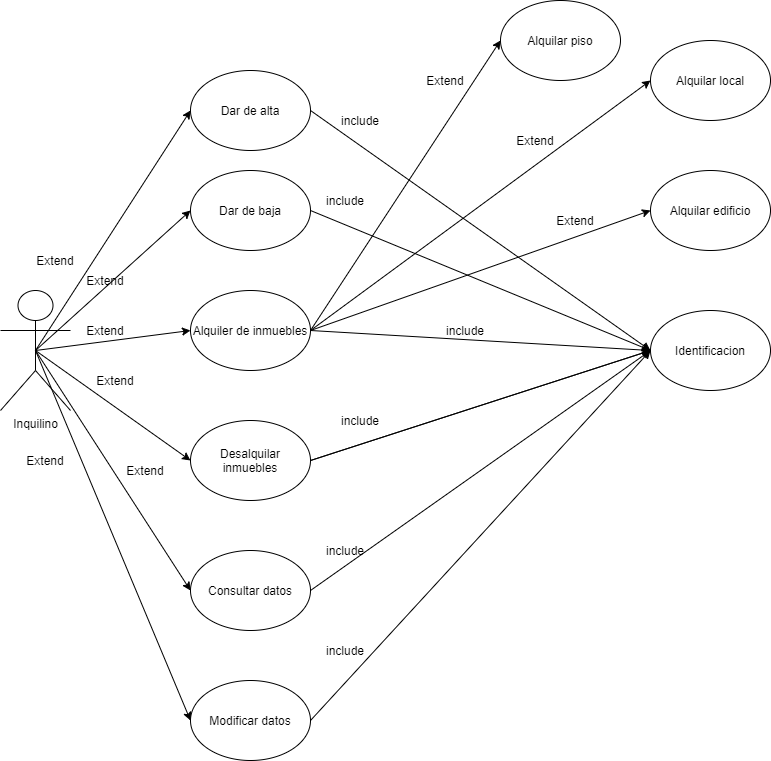 Alquilar piso
Extend
Alquilar local
Dar de alta
include
Extend
Dar de baja
include
Extend
Alquilar edificio
Extend
Extend
Extend
Alquiler de inmuebles
include
Identificacion
Extend
Inquilino
include
Extend
Extend
Desalquilar
inmuebles
include
Consultar datos
include
Modificar datos